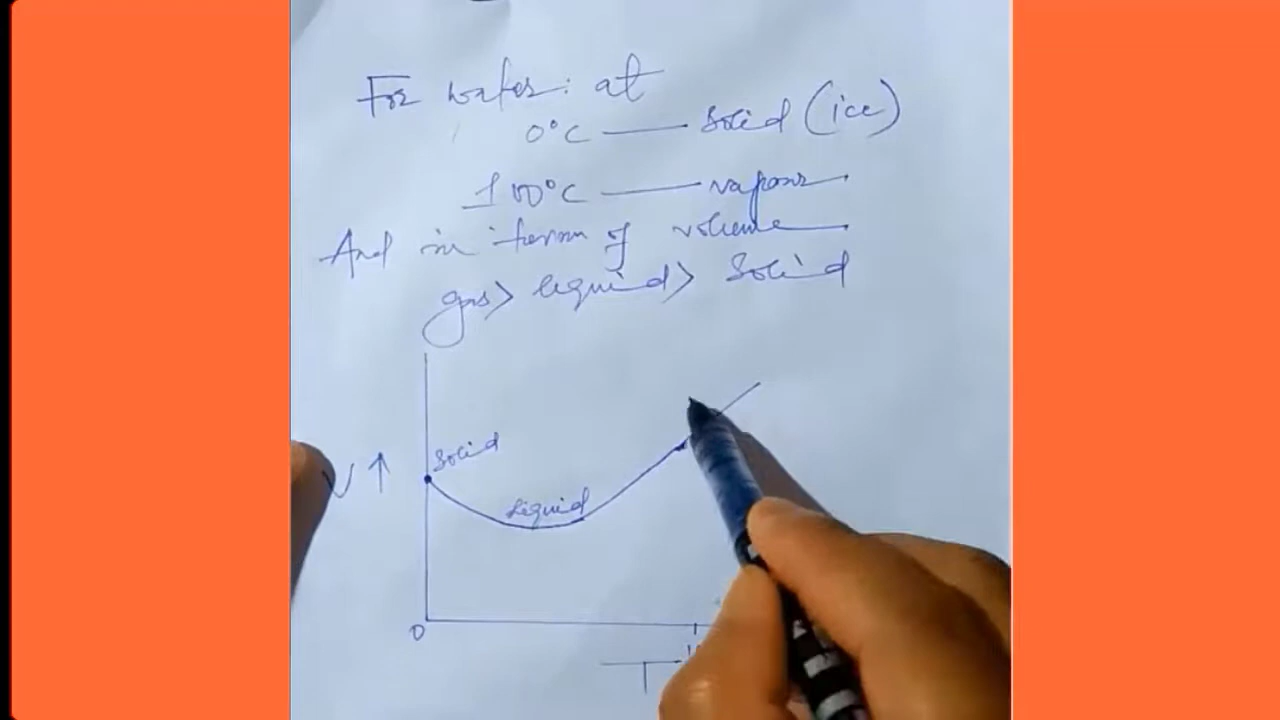 For water: at
0°C — Solid (ice)
100°C — vapour
And in term of volume
gas > liquid > Solid
Solid
V ↑
Liquid
0
T